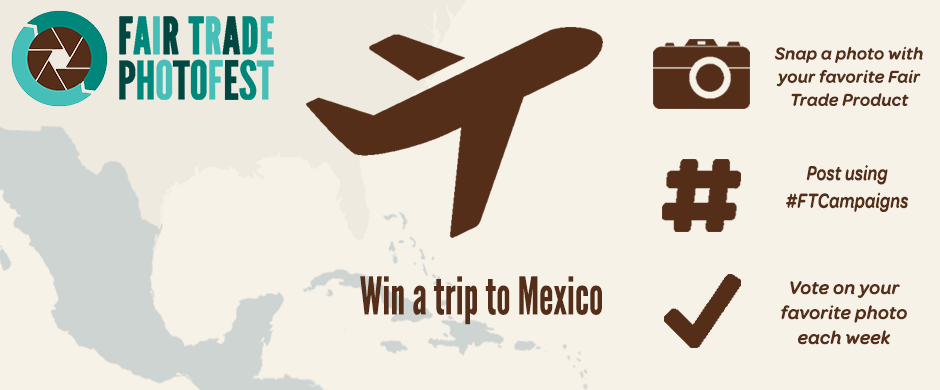 FAIR TRADE
PHOTOFEST
Snap a photo with
your favorite Fair
Trade Product
Post using
#FTCampaigns
Win a trip to Mexico
Vote on your
favorite photo
each week